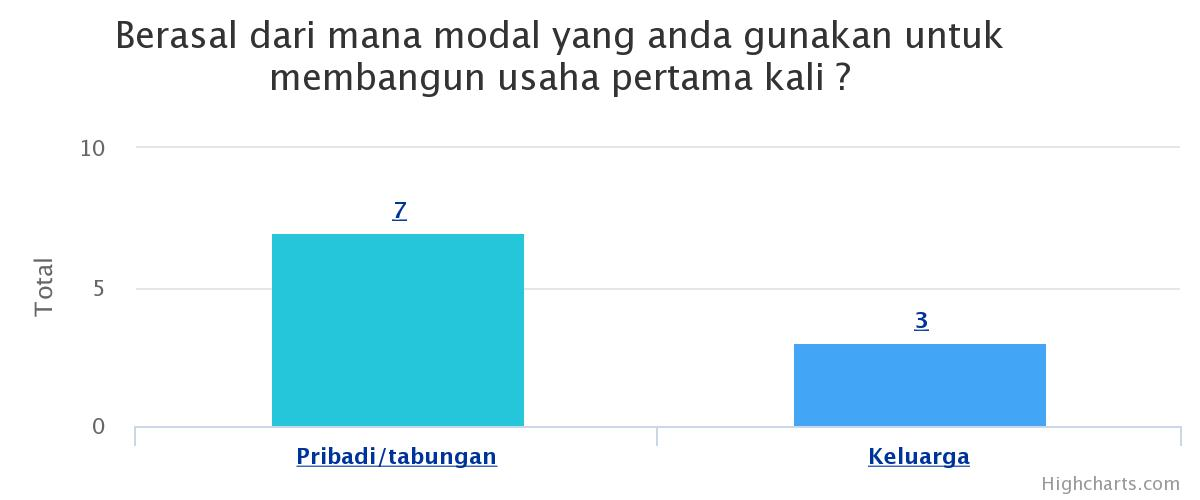 Berasal dari mana modal yang anda gunakan untuk
membangun usaha pertama kali ?
Total
10
5
0
7
3
Pribadi/tabungan
Keluarga
Highcharts.com